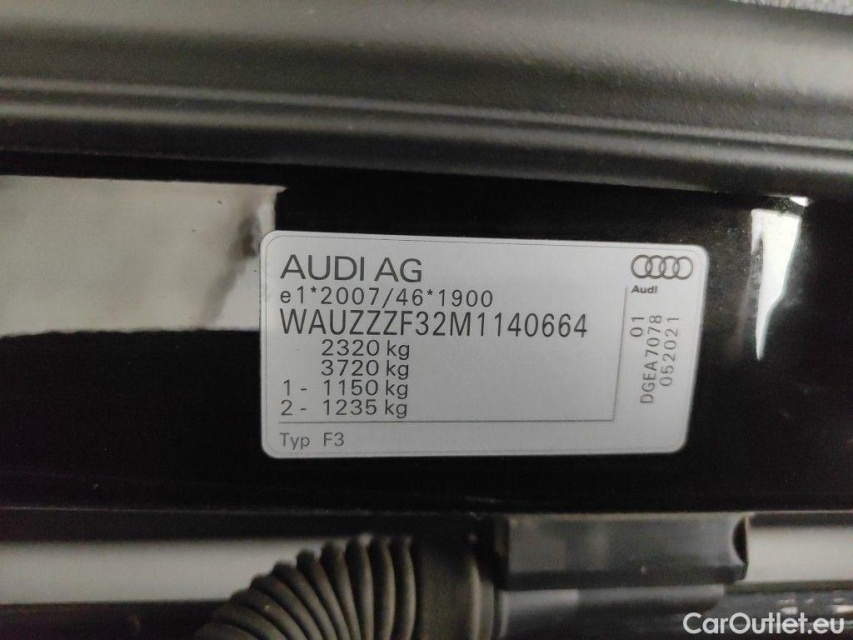 AUDI AG
e1*2007/46*1900
WAUZZZF32M1140664
2320 kg
3720 kg
1 - 1150 kg
2 - 1235 kg
Typ F3
Audi
01
DGEA7078
052021
CarOutlet.eu